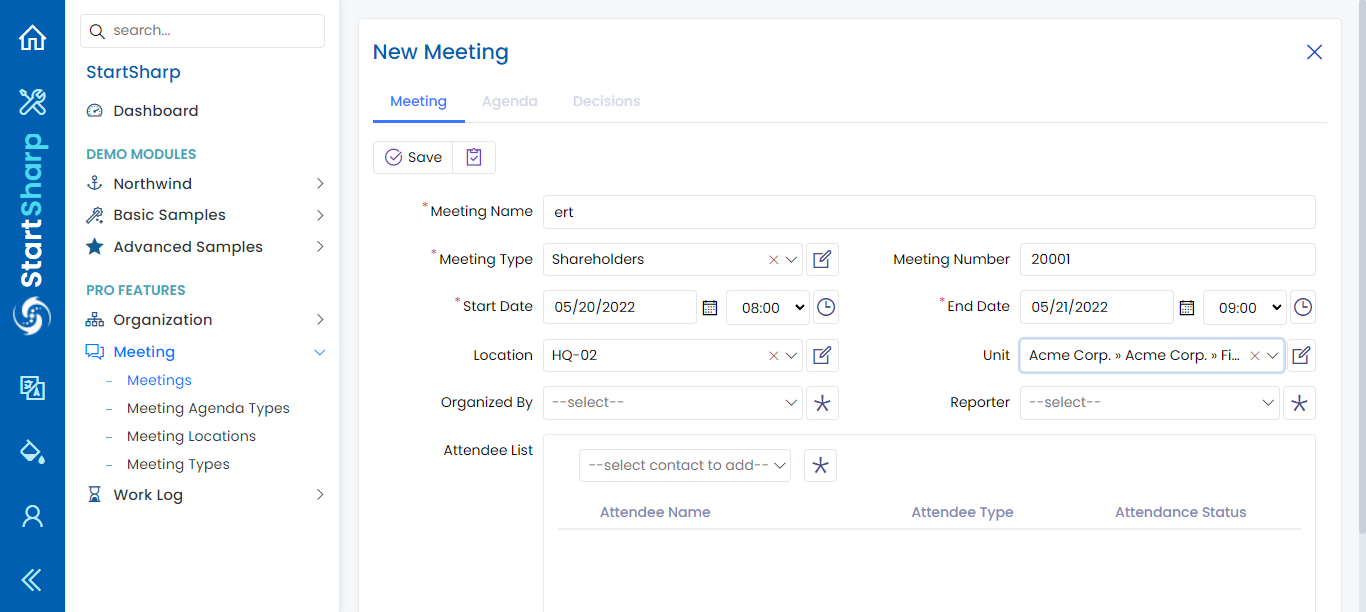 search...
StartSharp
StartSharp
Dashboard
DEMO MODULES
Northwind
Basic Samples
Advanced Samples
PRO FEATURES
Organization
Meeting
– Meetings
– Meeting Agenda Types
– Meeting Locations
– Meeting Types
Work Log
New Meeting
Meeting Agenda Decisions
Save
* Meeting Name ert
* Meeting Type Shareholders Meeting Number 20001
* Start Date 05/20/2022 08:00 * End Date 05/21/2022 09:00
Location HQ-02 Unit Acme Corp. » Acme Corp. » Fi...
Organized By --select-- Reporter --select--
Attendee List
--select contact to add--
Attendee Name Attendee Type Attendance Status